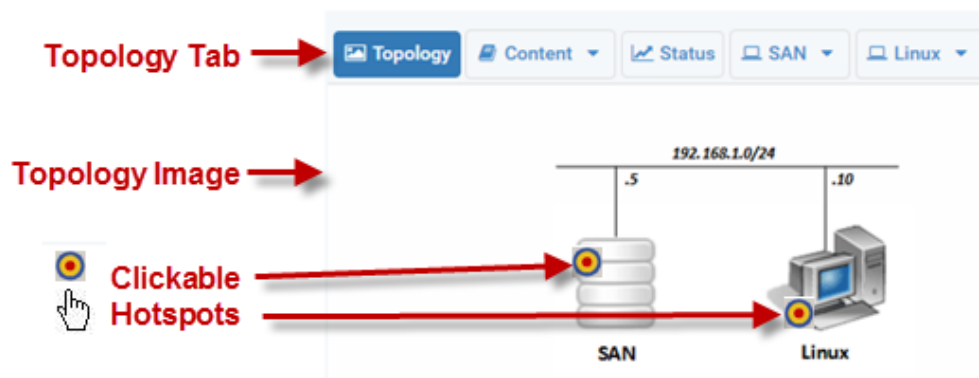 Topology Tab
Topology
Content
Status
SAN
Linux
Topology Image
192.168.1.0/24
.5
.10
Clickable
Hotspots
SAN
Linux